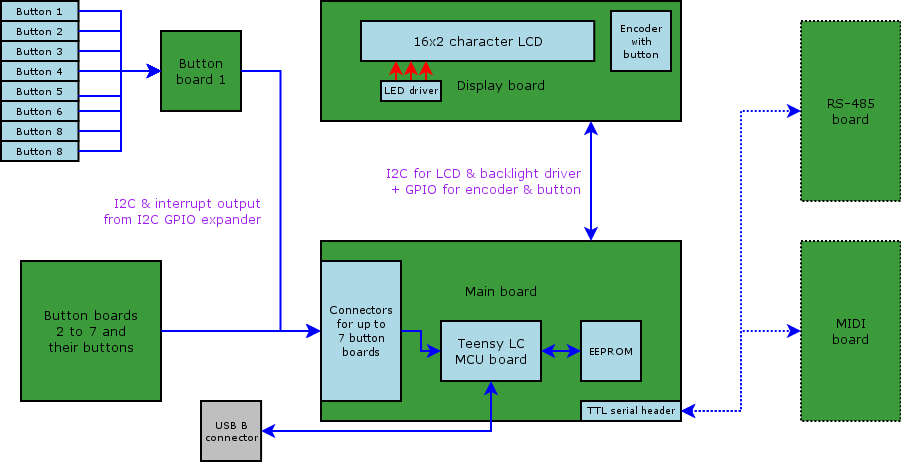 Button 1
Button 2
Button 3
Button 4
Button 5
Button 6
Button 8
Button 8
Button
board 1
16x2 character LCD
Encoder
with
button
LED driver
Display board
RS-485
board
I2C for LCD & backlight driver
+ GPIO for encoder & button
I2C & interrupt output
from I2C GPIO expander
Button boards
2 to 7 and
their buttons
Main board
Connectors
for up to
7 button
boards
Teensy LC
MCU board
EEPROM
MIDI
board
TTL serial header
USB B
connector